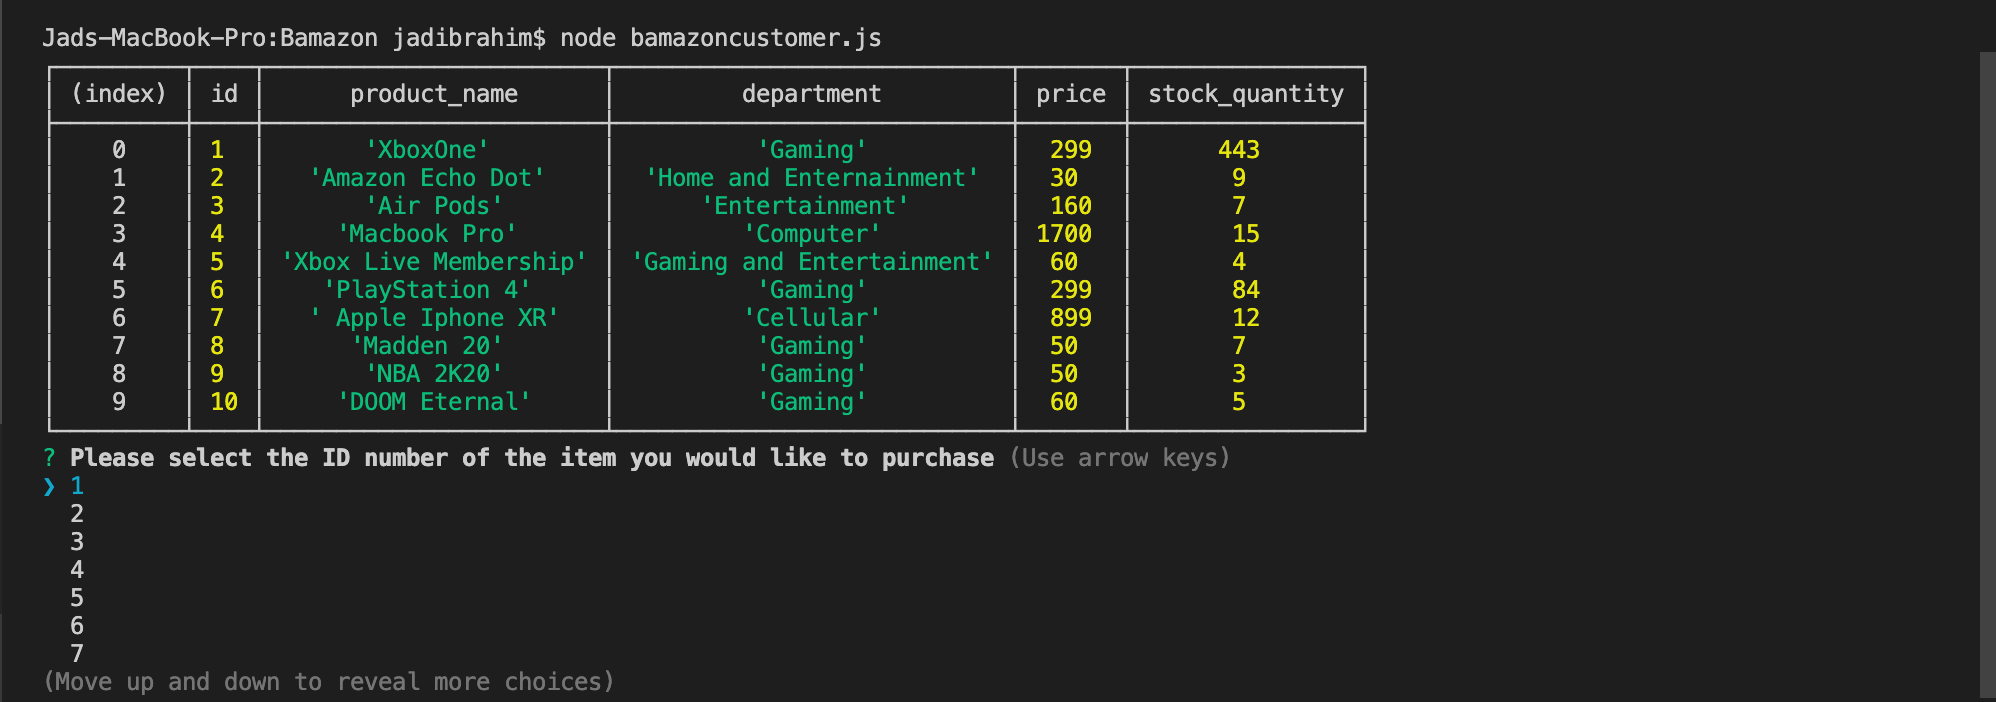 Jads-MacBook-Pro:Bamazon jadibrahim$ node bamazoncustomer.js
(index) id product_name department price stock_quantity
0 1 'XboxOne' 'Gaming' 299 443
1 2 'Amazon Echo Dot' 'Home and Enternainment' 30 9
2 3 'Air Pods' 'Entertainment' 160 7
3 4 'Macbook Pro' 'Computer' 1700 15
4 5 'Xbox Live Membership' 'Gaming and Entertainment' 60 4
5 6 'PlayStation 4' 'Gaming' 299 84
6 7 ' Apple Iphone XR' 'Cellular' 899 12
7 8 'Madden 20' 'Gaming' 50 7
8 9 'NBA 2K20' 'Gaming' 50 3
9 10 'DOOM Eternal' 'Gaming' 60 5
? Please select the ID number of the item you would like to purchase (Use arrow keys)
❯ 1
2
3
4
5
6
7
(Move up and down to reveal more choices)